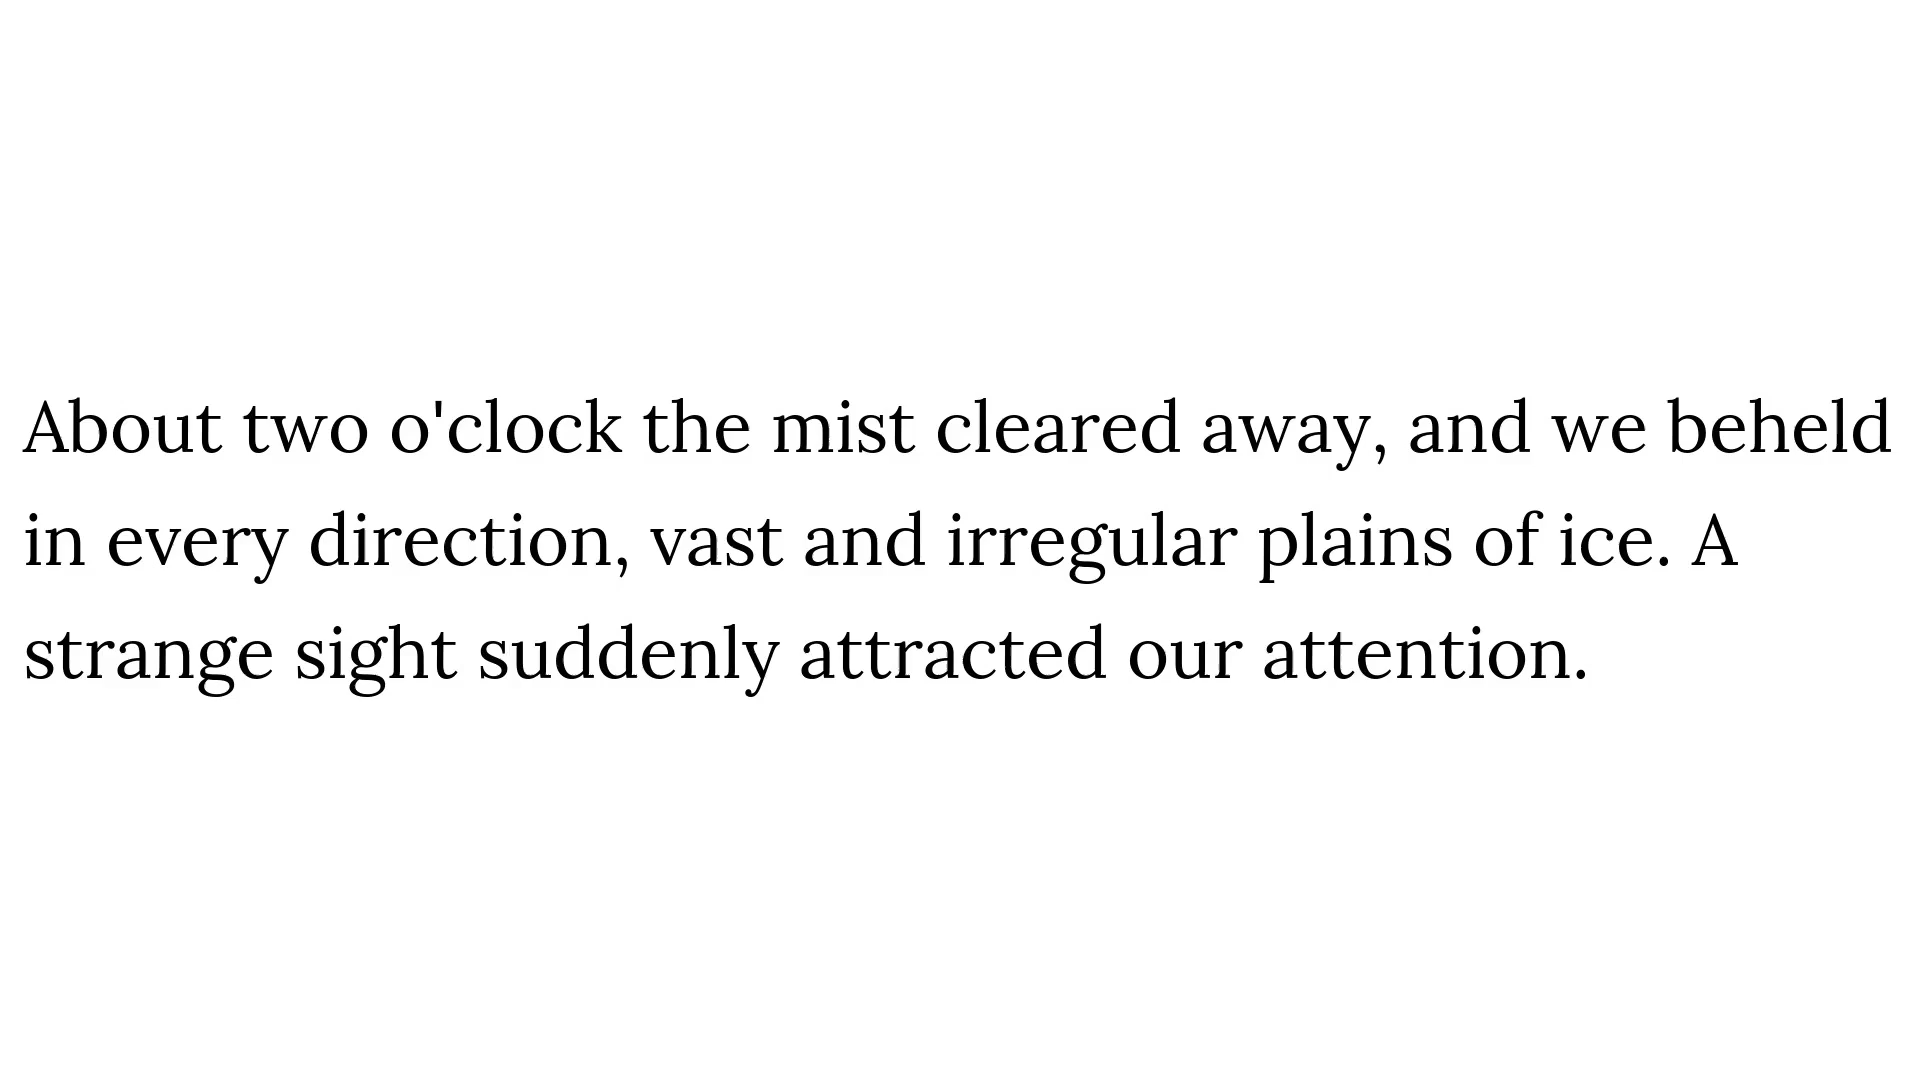 About two o'clock the mist cleared away, and we beheld
in every direction, vast and irregular plains of ice. A
strange sight suddenly attracted our attention.